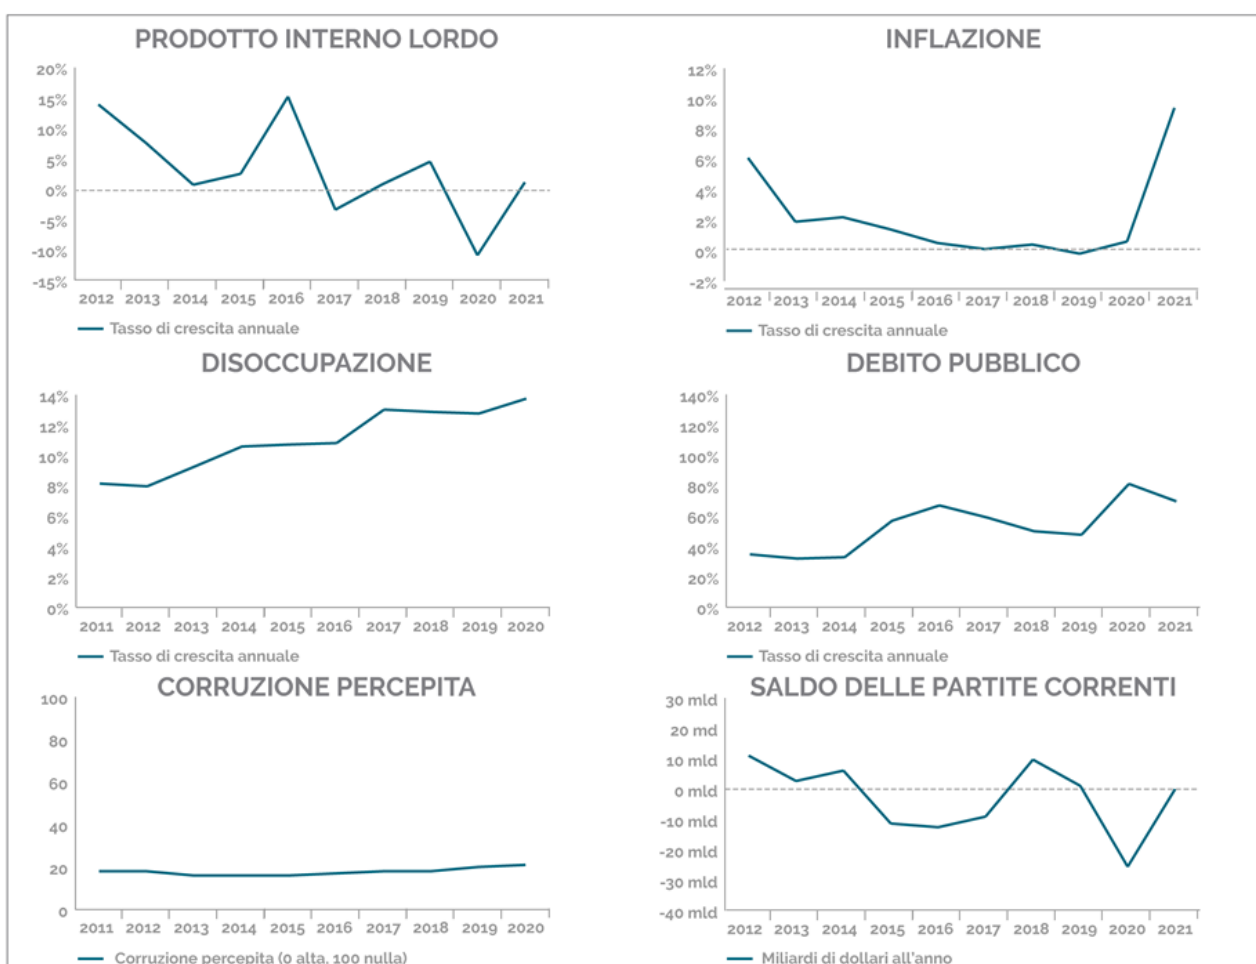 PRODOTTO INTERNO LORDO
20%
15%
10%
5%
0%
-5%
-10%
-15%
2012 2013 2014 2015 2016 2017 2018 2019 2020 2021
Tasso di crescita annuale
INFLAZIONE
12%
10%
8%
6%
4%
2%
0%
-2%
2012 2013 2014 2015 2016 2017 2018 2019 2020 2021
Tasso di crescita annuale
DISOCCUPAZIONE
14%
12%
10%
8%
6%
4%
2%
0%
2011 2012 2013 2014 2015 2016 2017 2018 2019 2020
Tasso di crescita annuale
DEBITO PUBBLICO
140%
120%
100%
80%
60%
40%
20%
0%
2012 2013 2014 2015 2016 2017 2018 2019 2020 2021
Tasso di crescita annuale
CORRUZIONE PERCEPITA
100
80
60
40
20
0
2011 2012 2013 2014 2015 2016 2017 2018 2019 2020
Corruzione percepita (0 alta, 100 nulla)
SALDO DELLE PARTITE CORRENTI
30 mld
20 md
10 mld
0 mld
-10 mld
-20 mld
-30 mld
-40 mld
2012 2013 2014 2015 2016 2017 2018 2019 2020 2021
Miliardi di dollari all'anno